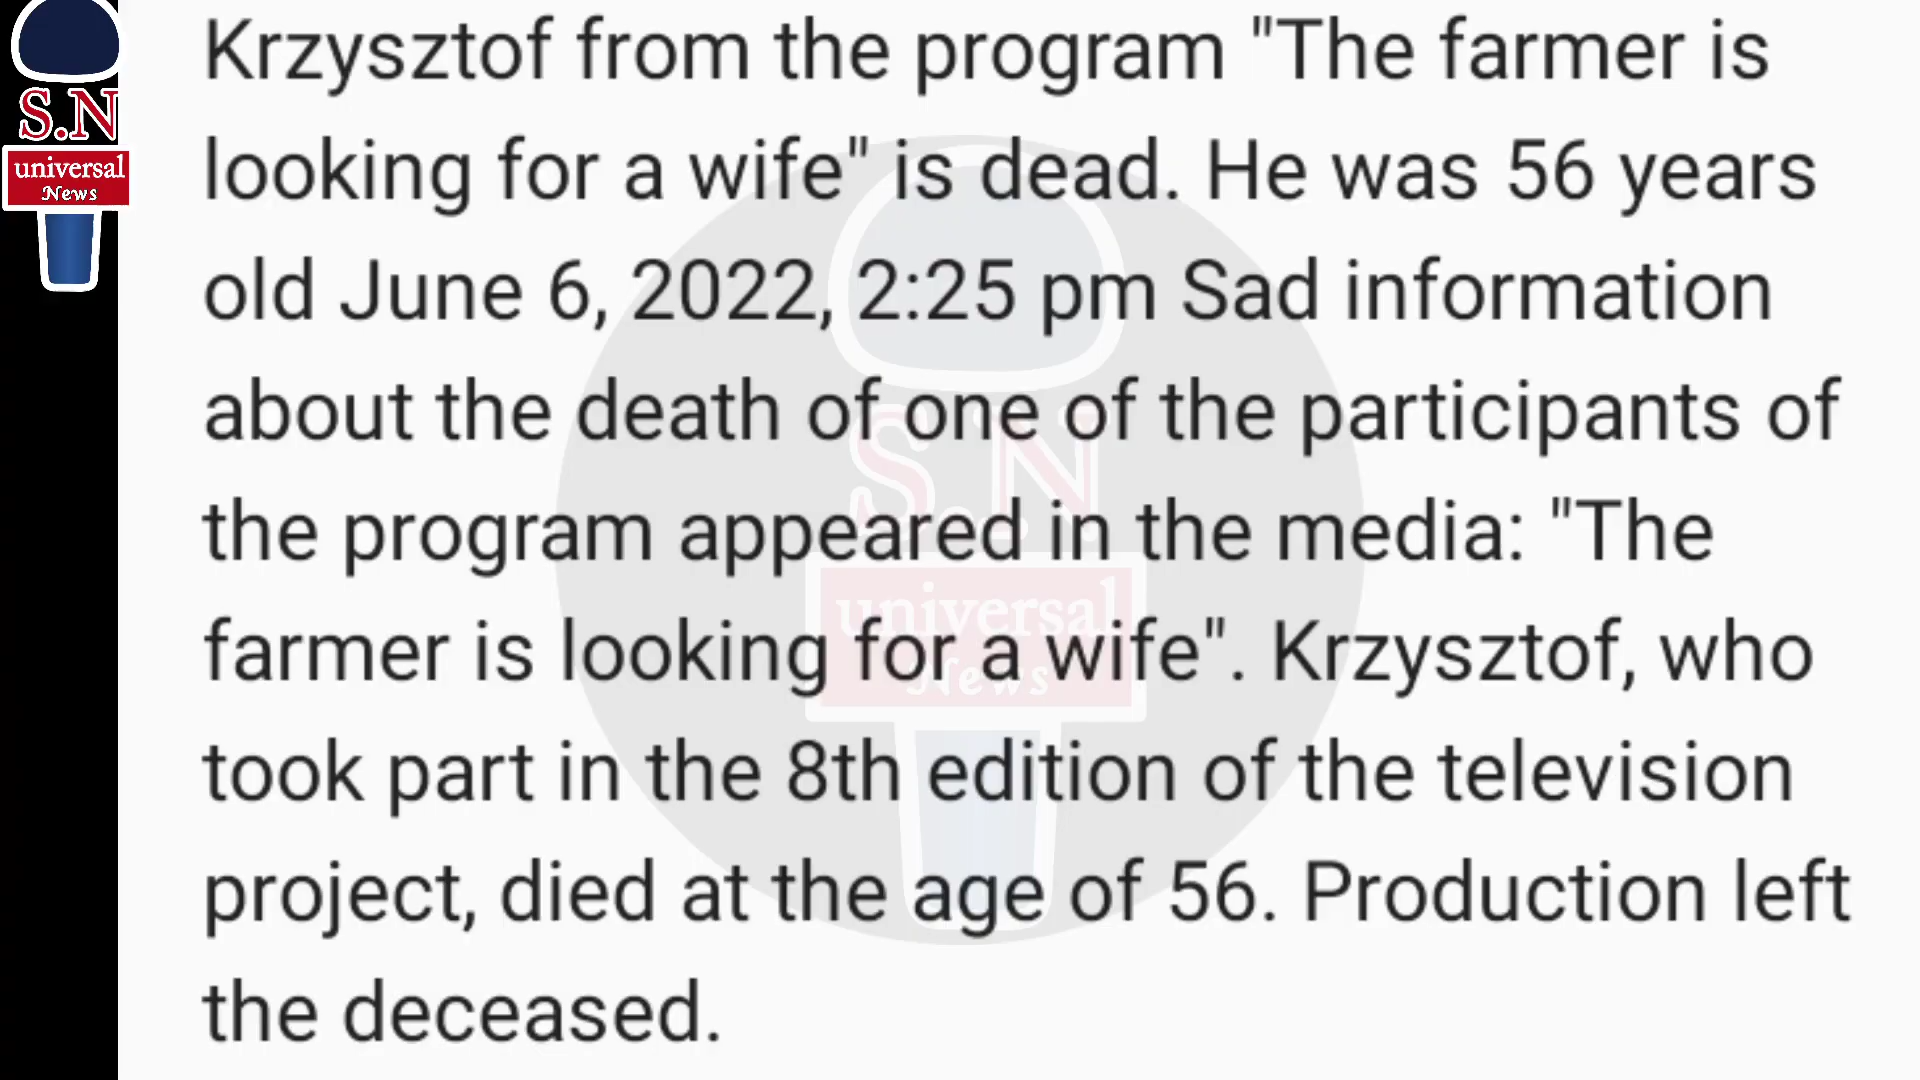 S.N
universal
News
Krzysztof from the program "The farmer is
looking for a wife" is dead. He was 56 years
old June 6, 2022, 2:25 pm Sad information
about the death of one of the participants of
the program appeared in the media: "The
farmer is looking for a wife". Krzysztof, who
took part in the 8th edition of the television
project, died at the age of 56. Production left
the deceased.
S.N
universal
News